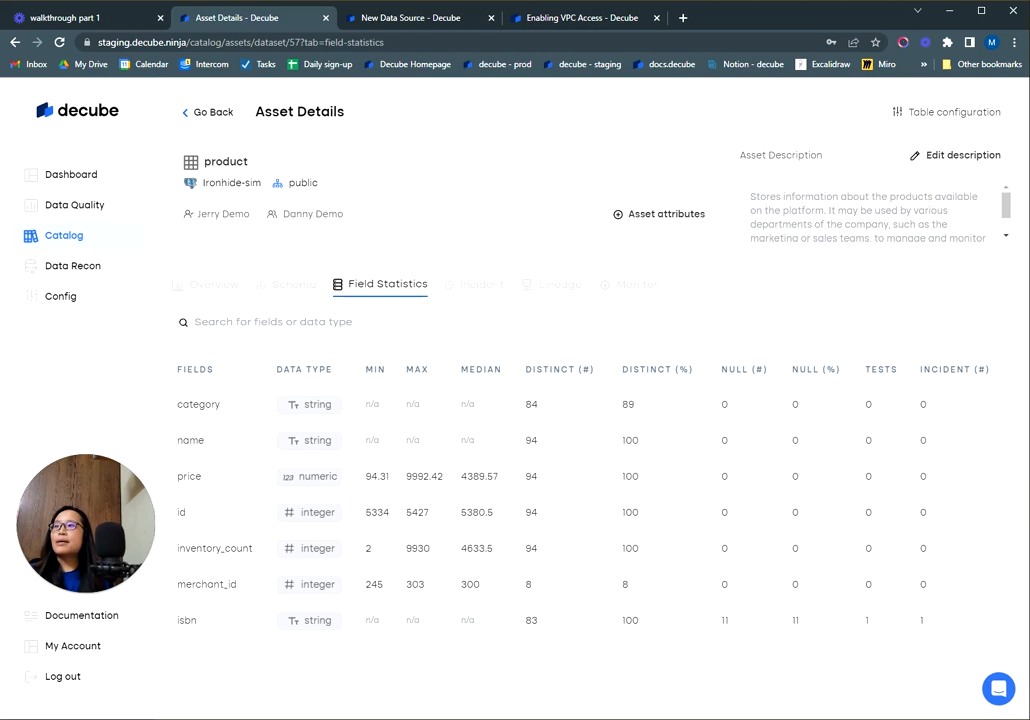 walkthrough part 1
Asset Details - Decube
New Data Source - Decube
Enabling VPC Access - Decube
staging.decube.ninja/catalog/assets/dataset/57?tab=field-statistics
M
Inbox
My Drive
Calendar
Intercom
Tasks
Daily sign-up
Decube Homepage
decube - prod
decube - staging
docs.decube
Notion - decube
Excalidraw
Miro
Other bookmarks
decube
Go Back
Asset Details
Table configuration
product
Ironhide-sim
public
Jerry Demo
Danny Demo
Asset attributes
Asset Description
Edit description
Stores information about the products available
on the platform. It may be used by various
departments of the company, such as the
marketing or sales teams, to manage and monitor
Dashboard
Data Quality
Catalog
Data Recon
Config
Overview
Schema
Field Statistics
Incident
Lineage
Monitor
Search for fields or data type
FIELDS DATA TYPE MIN MAX MEDIAN DISTINCT (#) DISTINCT (%) NULL (#) NULL (%) TESTS INCIDENT (#)
category Tт string n/a n/a n/a 84 89 0 0 0 0
name Tт string n/a n/a n/a 94 100 0 0 0 0
price 123 numeric 94.31 9992.42 4389.57 94 100 0 0 0 0
id # integer 5334 5427 5380.5 94 100 0 0 0 0
inventory_count # integer 2 9930 4633.5 94 100 0 0 0 0
merchant_id # integer 245 303 300 8 8 0 0 0 0
isbn Tт string n/a n/a n/a 83 100 11 11 1 1
Documentation
My Account
Log out